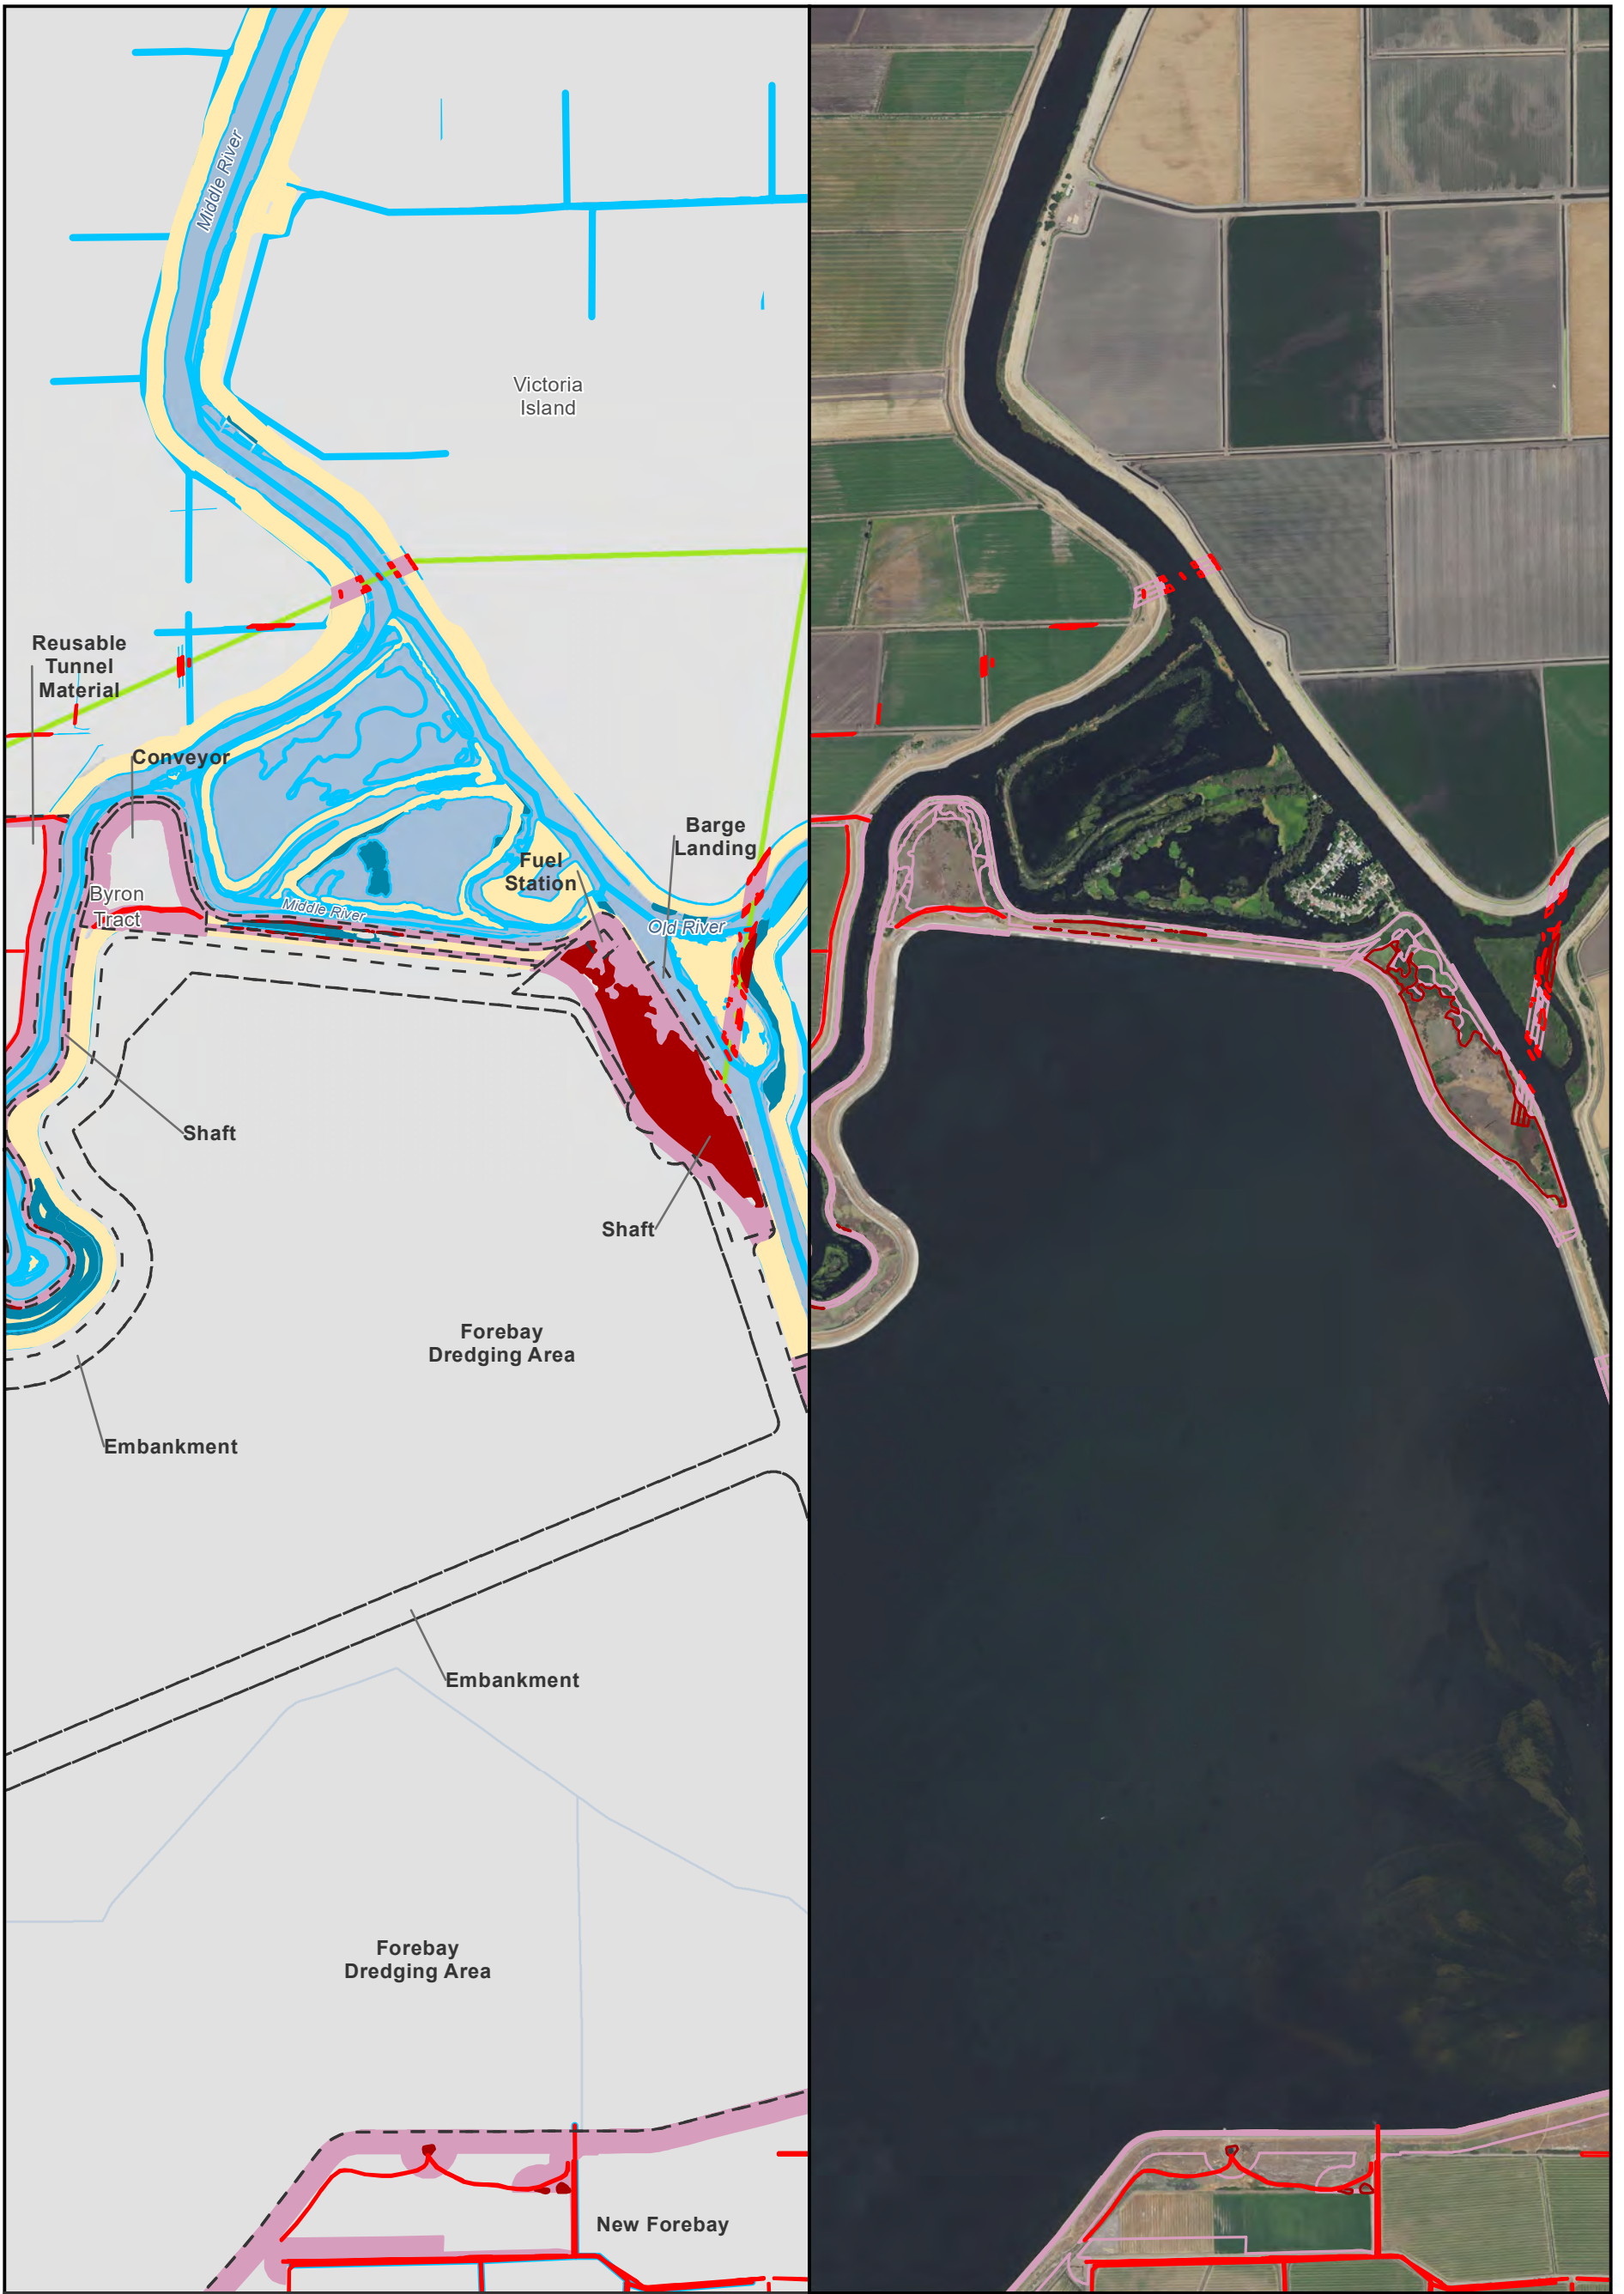 Middle River
Victoria
Island
Reusable
Tunnel
Material
Conveyor
Barge
Landing
Fuel
Station
Byron
Tract
Middle River
Old River
Shaft
Shaft
Forebay
Dredging Area
Embankment
Embankment
Forebay
Dredging Area
New Forebay